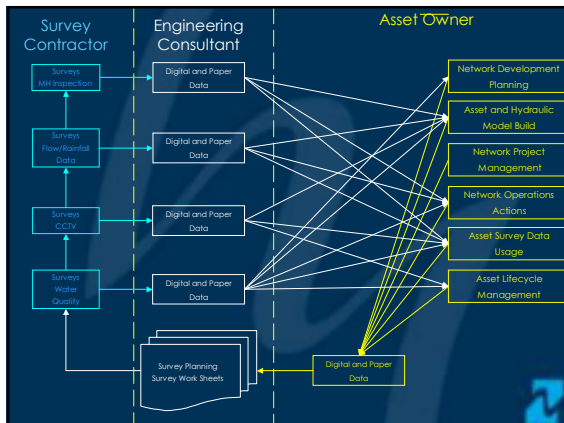 Survey
Contractor
Engineering
Consultant
Asset Owner
Surveys
MH Inspection
Digital and Paper
Data
Network Development
Planning
Asset and Hydraulic
Model Build
Surveys
Flow/Rainfall
Data
Digital and Paper
Data
Network Project
Management
Network Operations
Actions
Surveys
CCTV
Digital and Paper
Data
Asset Survey Data
Usage
Surveys
Water
Quality
Digital and Paper
Data
Asset Lifecycle
Management
Survey Planning
Survey Work Sheets
Digital and Paper
Data